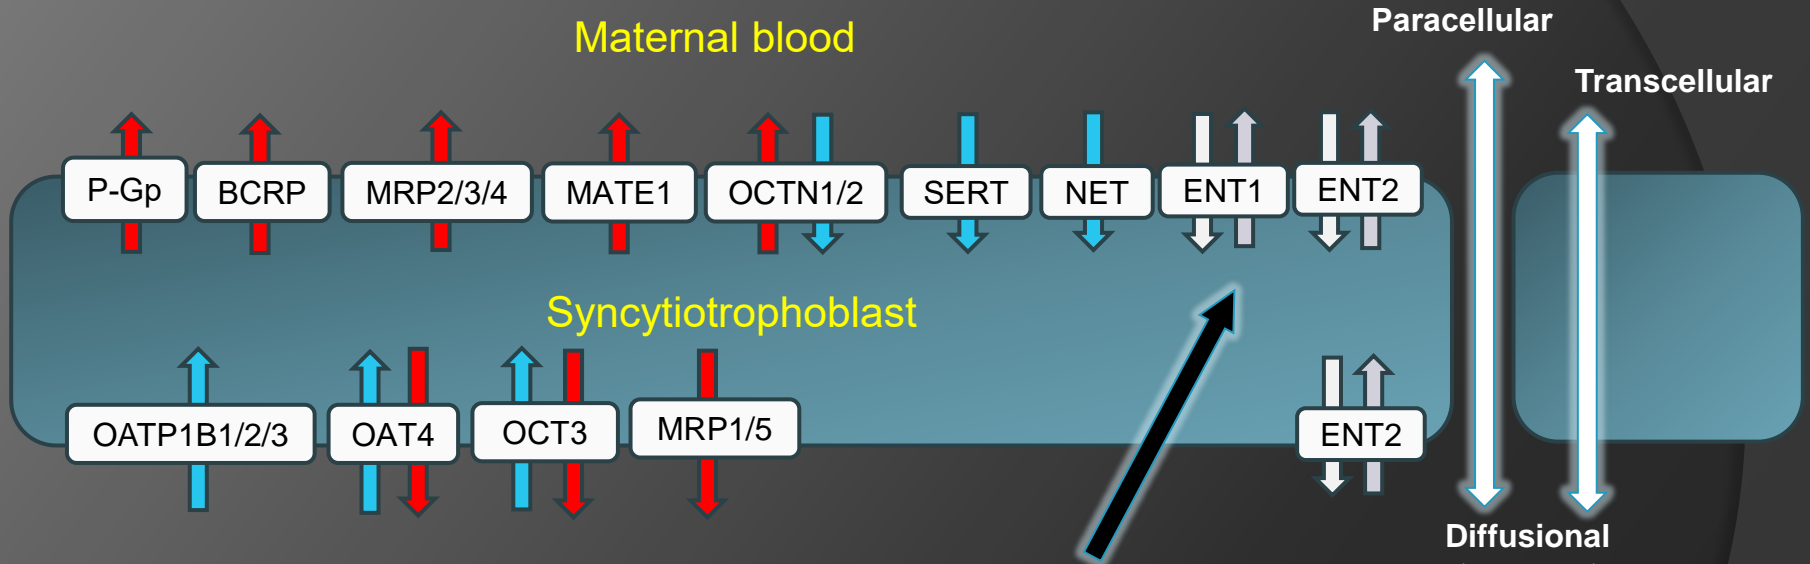 Maternal blood
Paracellular
Transcellular
P-Gp
BCRP
MRP2/3/4
MATE1
OCTN1/2
SERT
NET
ENT1
ENT2
Syncytiotrophoblast
OATP1B1/2/3
OAT4
OCT3
MRP1/5
ENT2
Diffusional